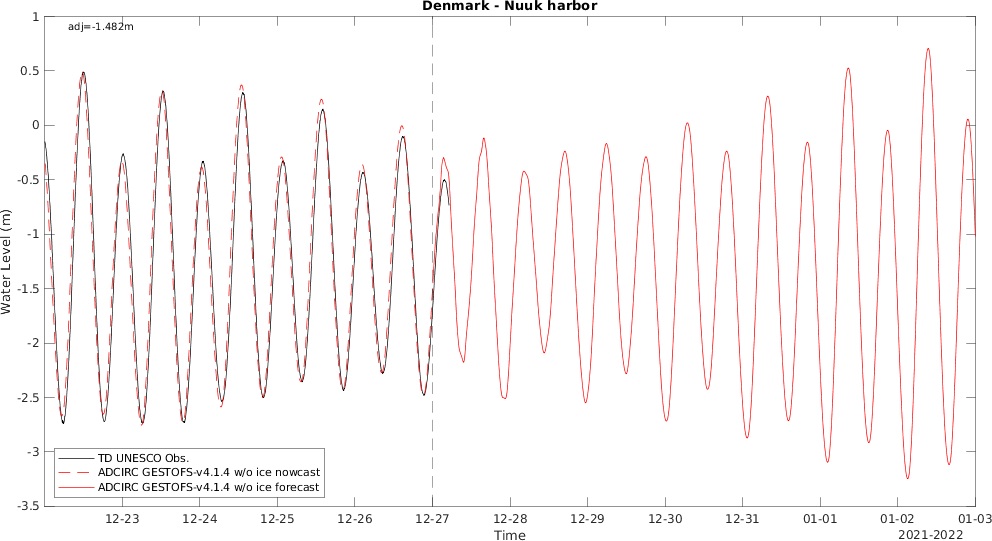 Denmark - Nuuk harbor
adj=-1.482m
Water Level (m)
1
0.5
0
-0.5
-1
-1.5
-2
-2.5
-3
-3.5
TD UNESCO Obs.
ADCIRC GESTOFS-v4.1.4 w/o ice nowcast
ADCIRC GESTOFS-v4.1.4 w/o ice forecast
12-23 12-24 12-25 12-26 12-27 12-28 12-29 12-30 12-31 01-01 01-02 01-03
Time
2021-2022